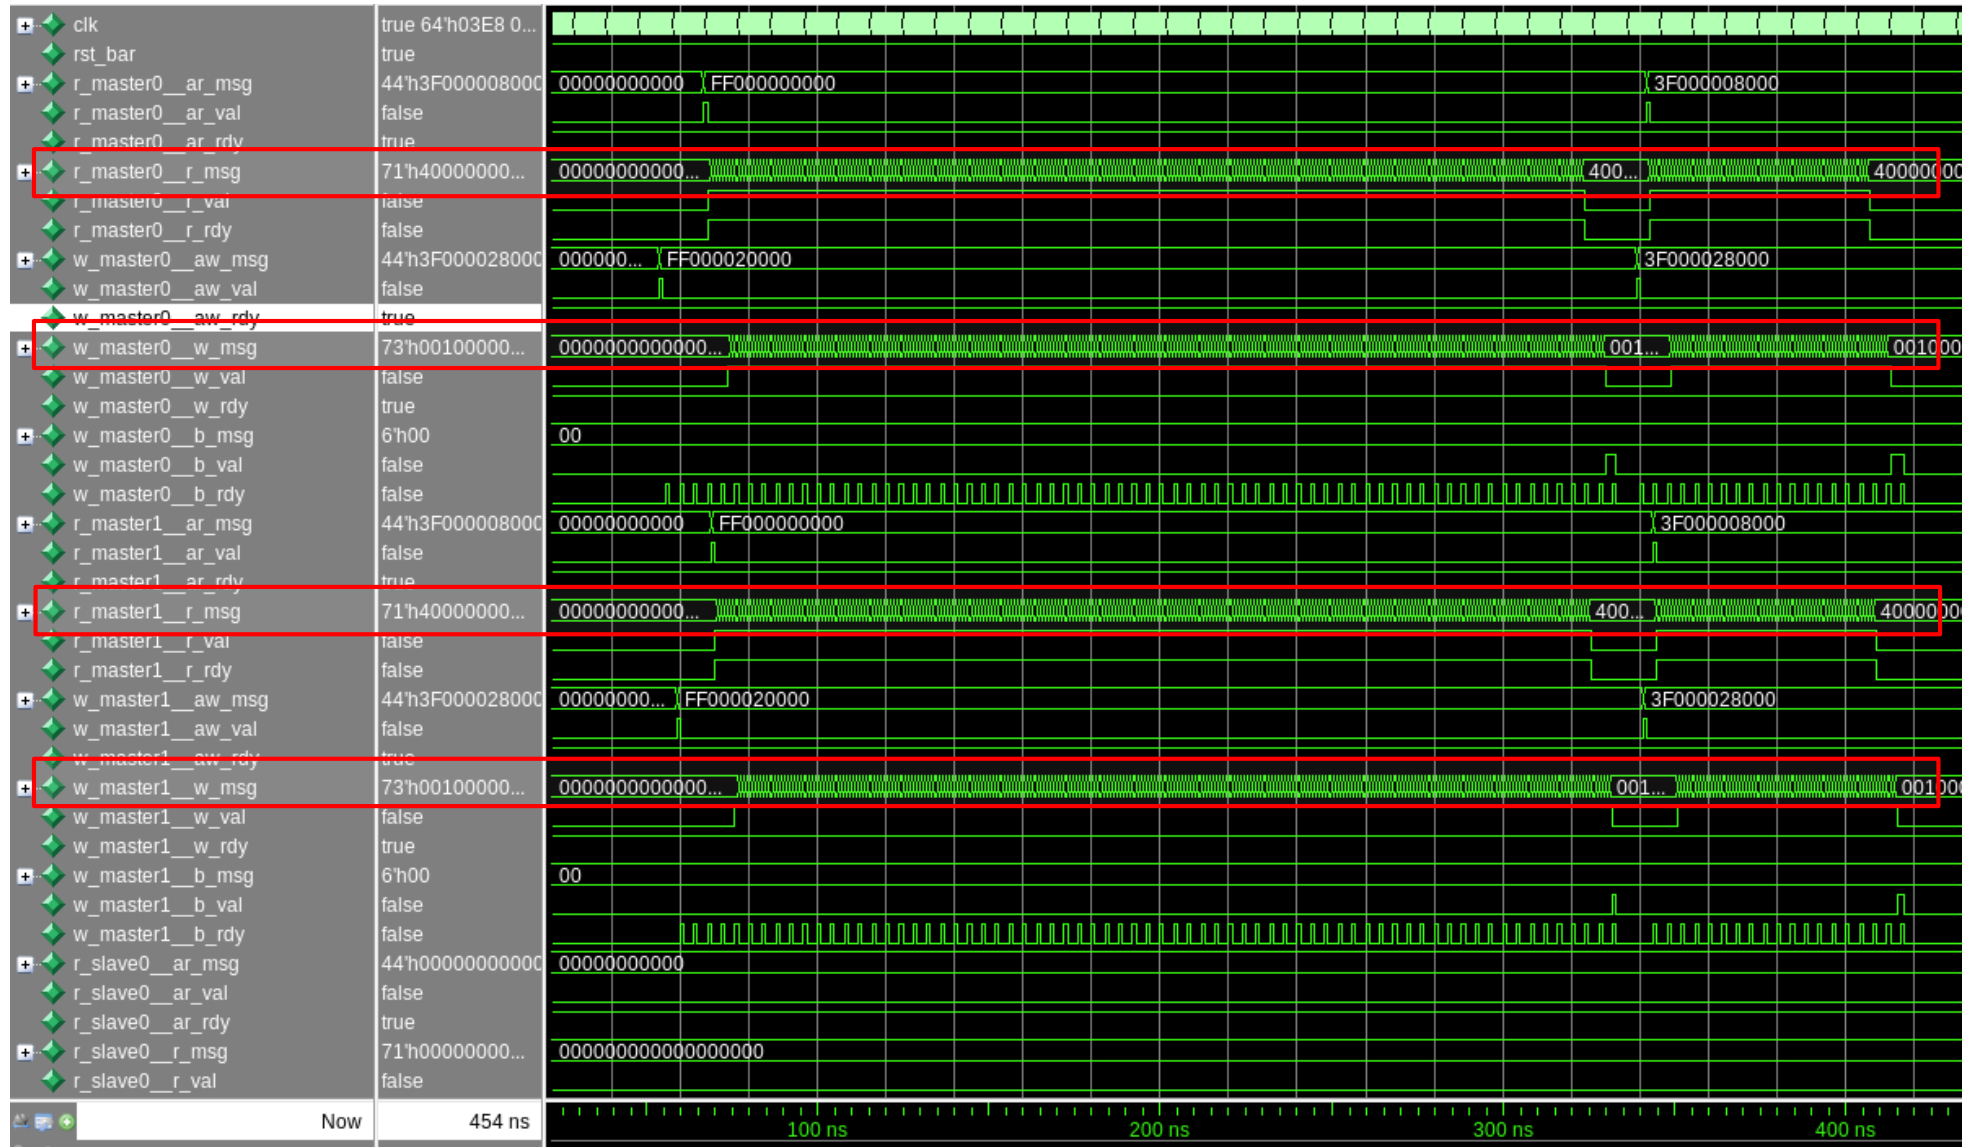 clk true 64'h03E8 0...
rst_bar true
r_master0__ar_msg 44'h3F000008000 00000000000 FF000000000 3F000008000
r_master0__ar_val false
r_master0__ar_rdy true
r_master0__r_msg 71'h40000000... 00000000000... 400... 40000000
r_master0__r_val false
r_master0__r_rdy false
w_master0__aw_msg 44'h3F000028000 000000... FF000020000 3F000028000
w_master0__aw_val false
w_master0__aw_rdy true
w_master0__w_msg 73'h00100000... 0000000000000... 001... 001000
w_master0__w_val false
w_master0__w_rdy true
w_master0__b_msg 6'h00 00
w_master0__b_val false
w_master0__b_rdy false
r_master1__ar_msg 44'h3F000008000 00000000000 FF000000000 3F000008000
r_master1__ar_val false
r_master1__ar_rdy true
r_master1__r_msg 71'h40000000... 00000000000... 400... 4000000
r_master1__r_val false
r_master1__r_rdy false
w_master1__aw_msg 44'h3F000028000 00000000... FF000020000 3F000028000
w_master1__aw_val false
w_master1__aw_rdy true
w_master1__w_msg 73'h00100000... 0000000000000... 001... 00100
w_master1__w_val false
w_master1__w_rdy true
w_master1__b_msg 6'h00 00
w_master1__b_val false
w_master1__b_rdy false
r_slave0__ar_msg 44'h00000000000 00000000000
r_slave0__ar_val false
r_slave0__ar_rdy true
r_slave0__r_msg 71'h00000000... 000000000000000000
r_slave0__r_val false
Now 454 ns
100 ns 200 ns 300 ns 400 ns